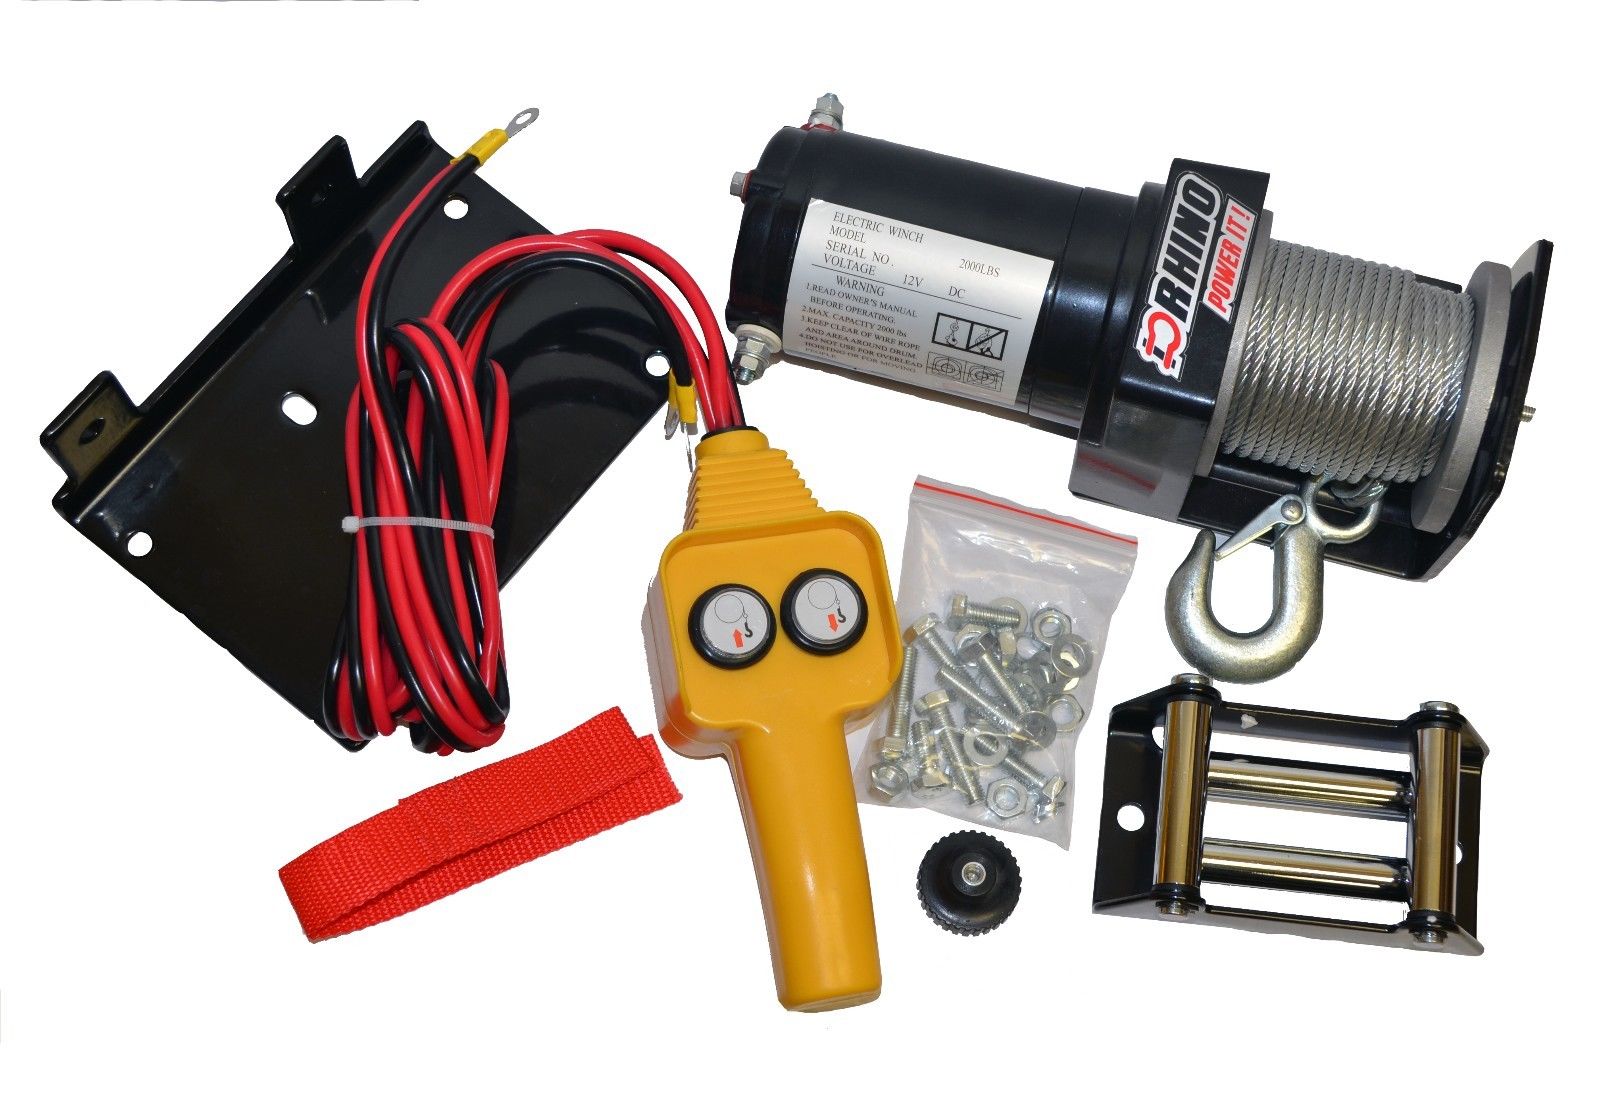 ELECTRIC WINCH
MODEL 2000LBS
SERIAL NO.
VOLTAGE 12V DC
WARNING
1.READ OWNER'S MANUAL
BEFORE OPERATING.
2.MAX. CAPACITY 2000 lbs
3.KEEP CLEAR OF WIRE ROPE
AND AREA AROUND DRUM.
4.DO NOT USE FOR OVERLEAD
HOISTING OR FOR MOVING
PEOPLE
RHINO
POWER IT!